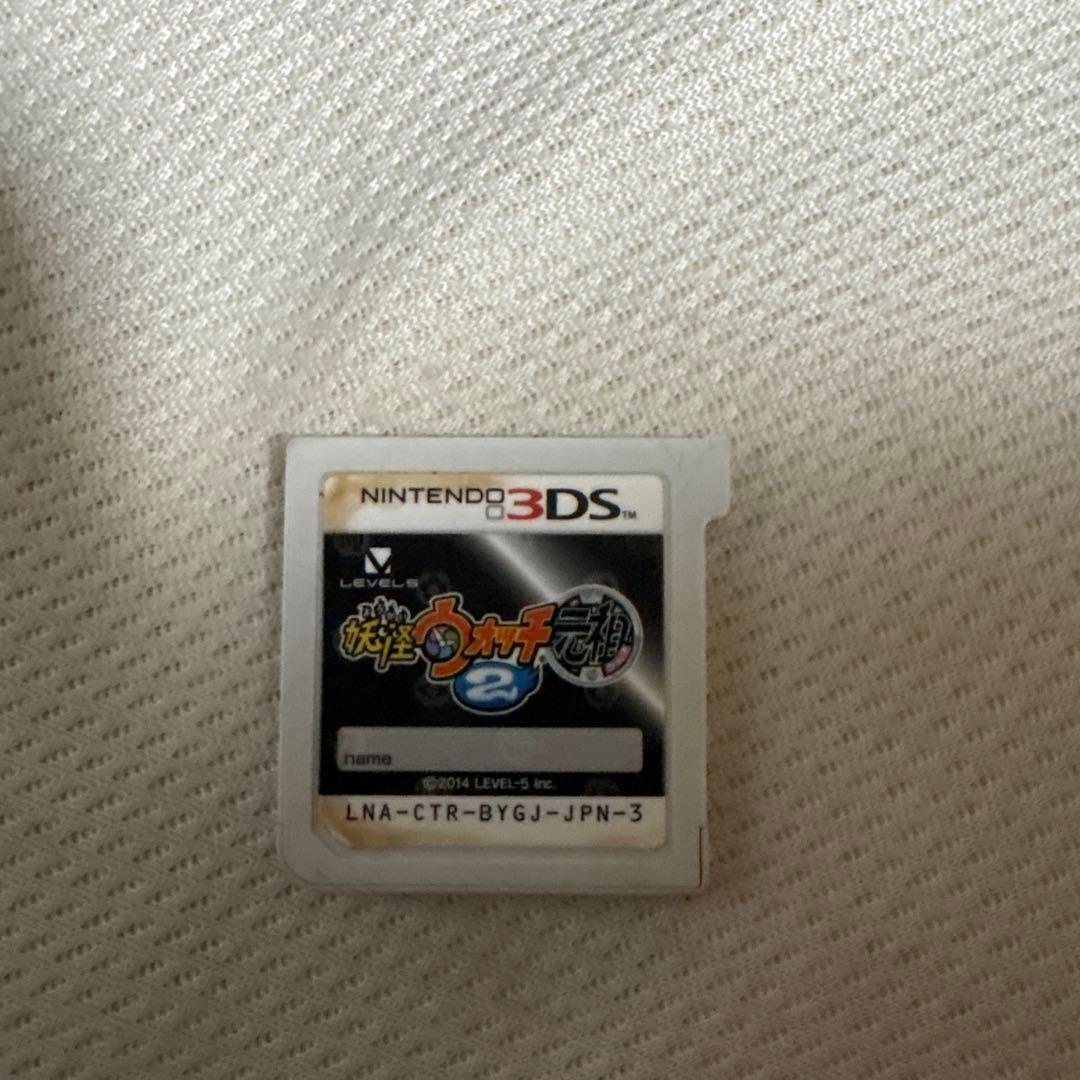 NINTENDO 3DS™
LEVEL5
妖怪ウォッチ 元祖
2
name
©2014 LEVEL-5 Inc.
LNA-CTR-BYGJ-JPN-3